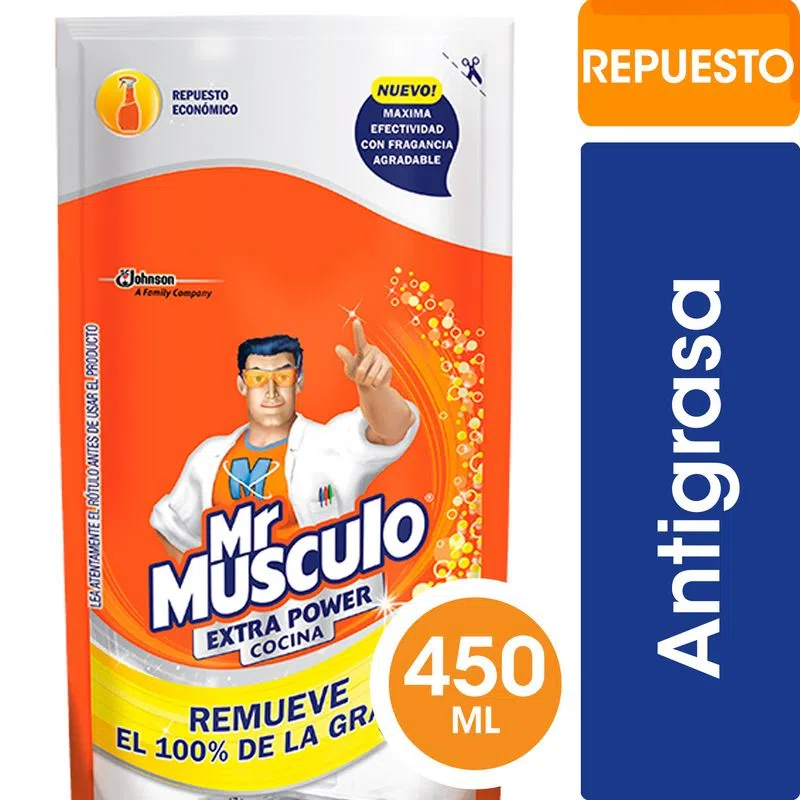 REPUESTO
ECONÓMICO
NUEVO!
MAXIMA
EFECTIVIDAD
CON FRAGANCIA
AGRADABLE
Johnson
A Family Company
LEA ATENTAMENTE EL RÓTULO ANTES DE USAR EL PRODUCTO
M
Mr
MUSCULO®
EXTRA POWER
COCINA
REMUEVE
EL 100% DE LA GRA
450
ML
REPUESTO
Antigrasa